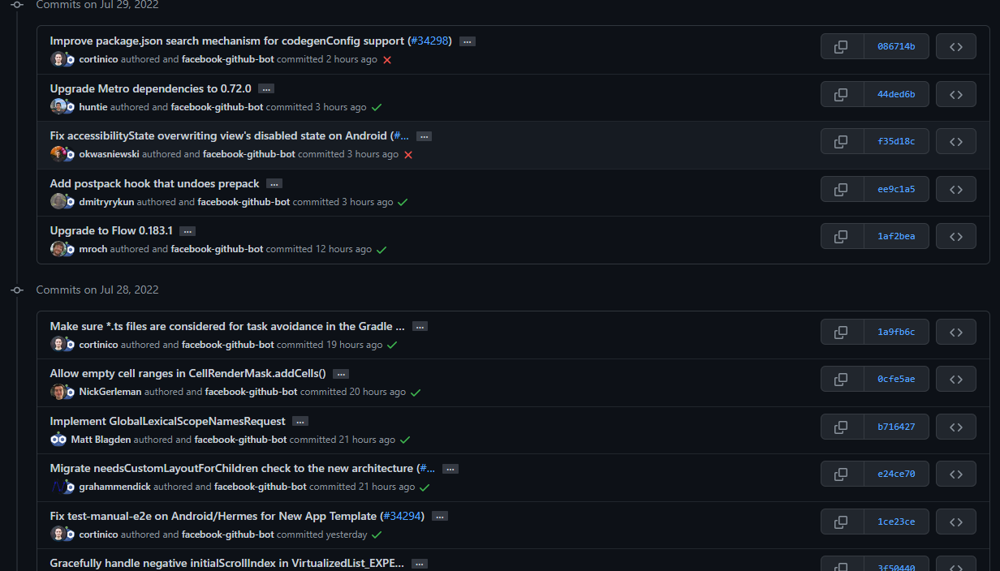 Commits on Jul 29, 2022
Improve package.json search mechanism for codegenConfig support (#34298) ...
cortinico authored and facebook-github-bot committed 2 hours ago
086714b
Upgrade Metro dependencies to 0.72.0 ...
huntie authored and facebook-github-bot committed 3 hours ago
44ded6b
Fix accessibilityState overwriting view's disabled state on Android (#... ...
okwasniewski authored and facebook-github-bot committed 3 hours ago
f35d18c
Add postpack hook that undoes prepack ...
dmitryrykun authored and facebook-github-bot committed 3 hours ago
ee9c1a5
Upgrade to Flow 0.183.1 ...
mroch authored and facebook-github-bot committed 12 hours ago
1af2bea
Commits on Jul 28, 2022
Make sure *.ts files are considered for task avoidance in the Gradle ... ...
cortinico authored and facebook-github-bot committed 19 hours ago
1a9fb6c
Allow empty cell ranges in CellRenderMask.addCells() ...
NickGerleman authored and facebook-github-bot committed 20 hours ago
0cfe5ae
Implement GlobalLexicalScopeNamesRequest ...
Matt Blagden authored and facebook-github-bot committed 21 hours ago
b716427
Migrate needsCustomLayoutForChildren check to the new architecture (#... ...
grahammendick authored and facebook-github-bot committed 21 hours ago
e24ce70
Fix test-manual-e2e on Android/Hermes for New App Template (#34294) ...
cortinico authored and facebook-github-bot committed yesterday
1ce23ce
Gracefully handle negative initialScrollIndex in VirtualizedList_EXPE... ...
3f50440